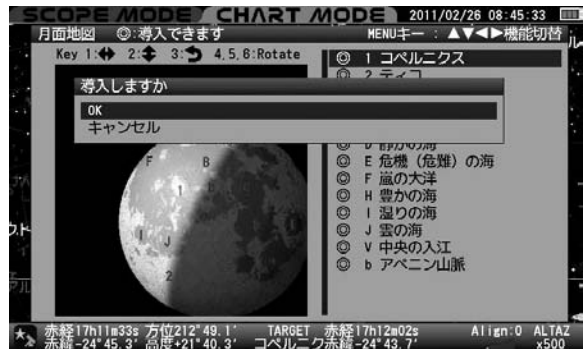 SCOPE MODE CHART MODE 2011/02/26 08:45:33
月面地図 ◎:導入できます MENUキー : ▲▼◀▶機能切替
Key 1: 2: 3: 4,5,6:Rotate
◎ 1 コペルニクス
◎ 2 ティコ
導入しますか
OK
キャンセル
◎ E 危機(危難)の海
◎ F 嵐の大洋
◎ H 豊かの海
◎ I 湿りの海
◎ J 雲の海
◎ V 中央の入江
◎ b アペニン山脈
F B
1
I J
2
赤経17h11m33s 方位212°49.1' TARGET 赤経17h12m02s Align:0 ALTAZ
赤緯-24°45.3' 高度+21°40.3' コペルニク赤緯-24°43.7' x500